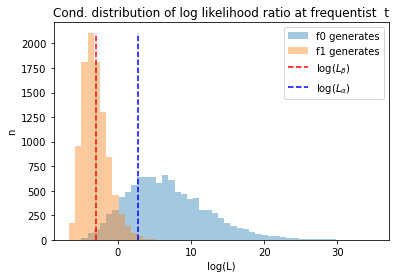 Cond. distribution of log likelihood ratio at frequentist  t
f0 generates
f1 generates
log(L_β)
log(L_α)
2000
1750
1500
1250
1000
750
500
250
0
n
0 10 20 30
log(L)